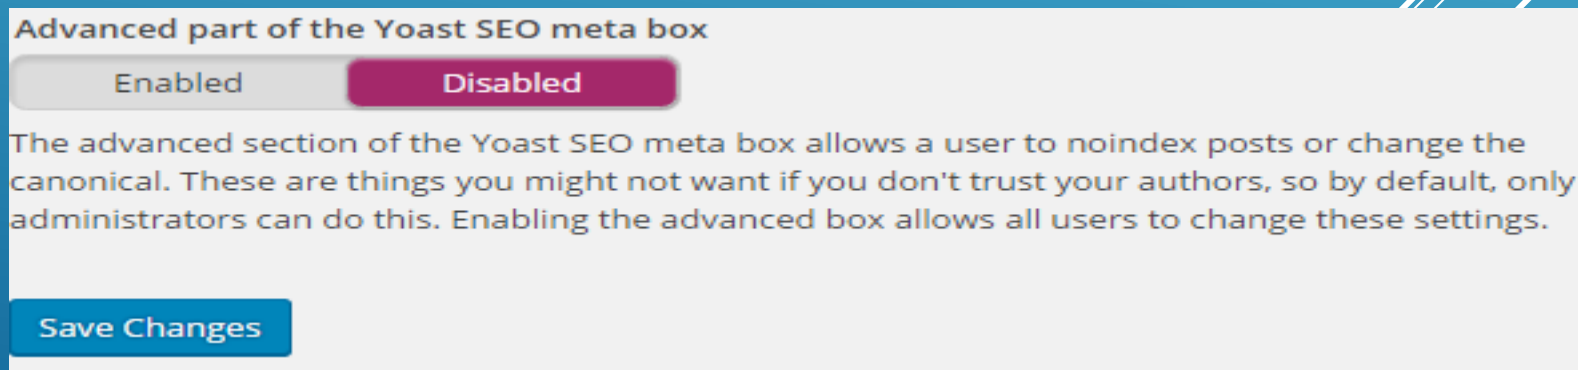 Advanced part of the Yoast SEO meta box
Enabled Disabled
The advanced section of the Yoast SEO meta box allows a user to noindex posts or change the
canonical. These are things you might not want if you don't trust your authors, so by default, only
administrators can do this. Enabling the advanced box allows all users to change these settings.
Save Changes